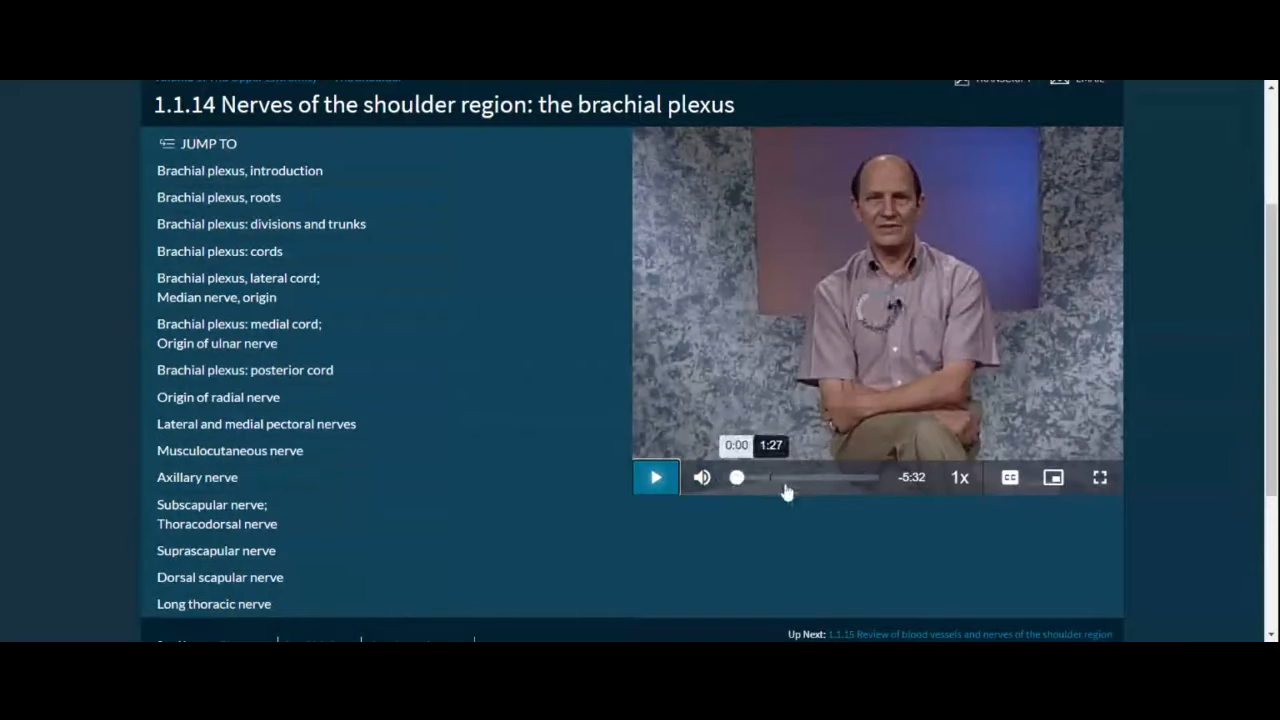 1.1.14 Nerves of the shoulder region: the brachial plexus
JUMP TO
Brachial plexus, introduction
Brachial plexus, roots
Brachial plexus: divisions and trunks
Brachial plexus: cords
Brachial plexus, lateral cord;
Median nerve, origin
Brachial plexus: medial cord;
Origin of ulnar nerve
Brachial plexus: posterior cord
Origin of radial nerve
Lateral and medial pectoral nerves
Musculocutaneous nerve
Axillary nerve
Subscapular nerve;
Thoracodorsal nerve
Suprascapular nerve
Dorsal scapular nerve
Long thoracic nerve
0:00 1:27
-5:32 1x CC
Up Next: 1.1.15 Review of blood vessels and nerves of the shoulder region